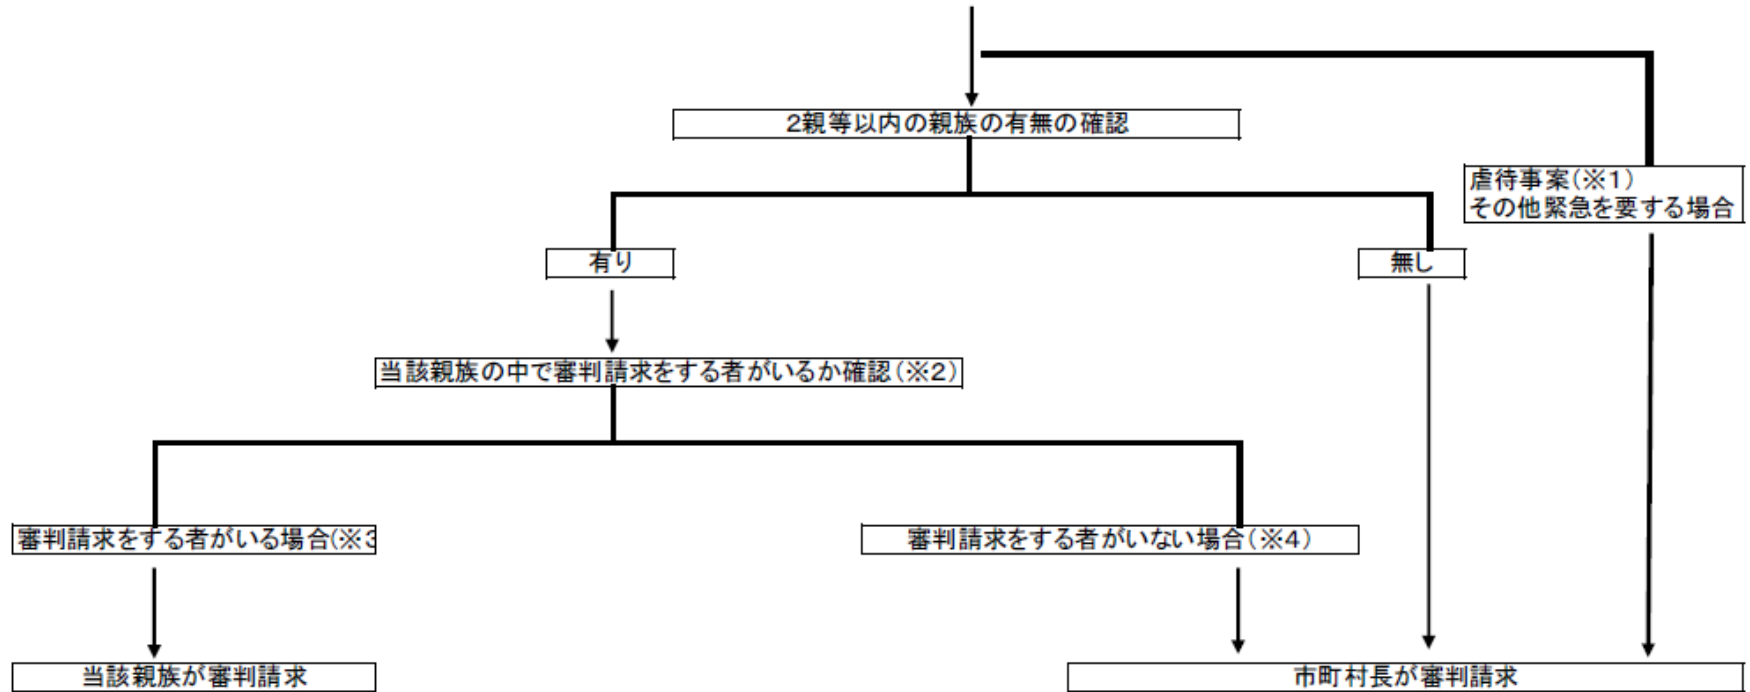 2親等以内の親族の有無の確認
虐待事案(※1)
その他緊急を要する場合
有り
無し
当該親族の中で審判請求をする者がいるか確認(※2)
審判請求をする者がいる場合(※3
審判請求をする者がいない場合(※4)
当該親族が審判請求
市町村長が審判請求